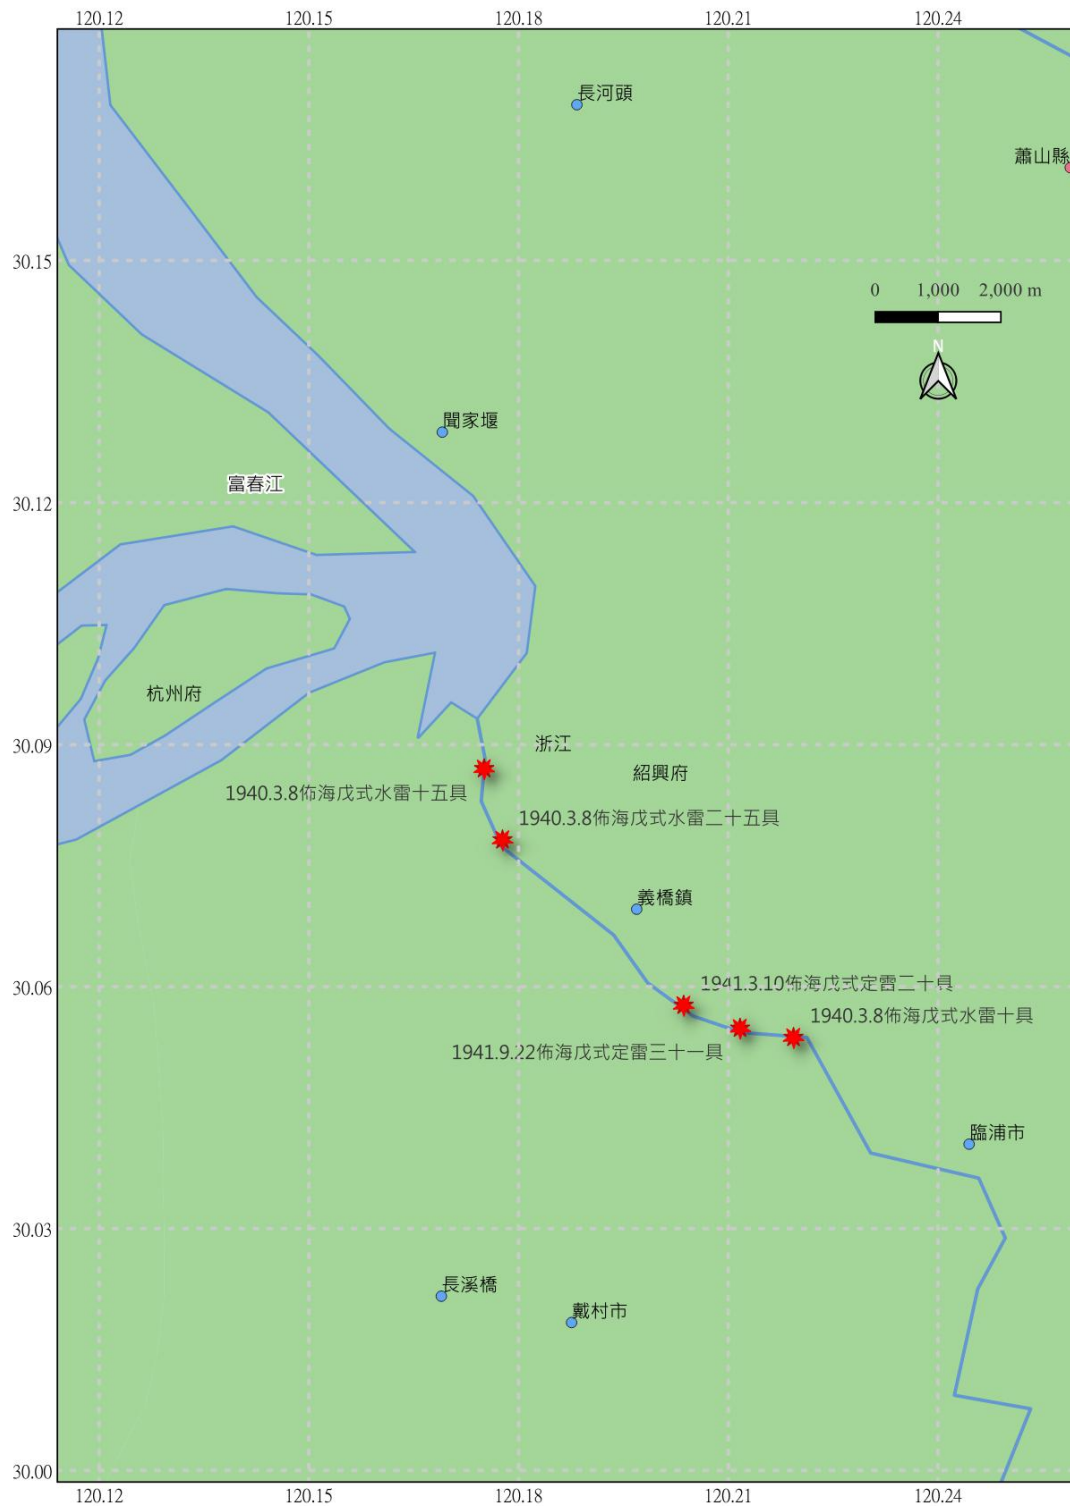 120.12 120.15 120.18 120.21 120.24
長河頭
蕭山縣
30.15
0 1,000 2,000 m
N
聞家堰
富春江
30.12
杭州府
浙江
30.09
紹興府
1940.3.8佈海戊式水雷十五具
1940.3.8佈海戊式水雷二十五具
義橋鎮
30.06
1941.3.10佈海戊式定雷二十具
1940.3.8佈海戊式水雷十具
1941.9.22佈海戊式定雷三十一具
臨浦市
30.03
長溪橋
戴村市
30.00
120.12 120.15 120.18 120.21 120.24